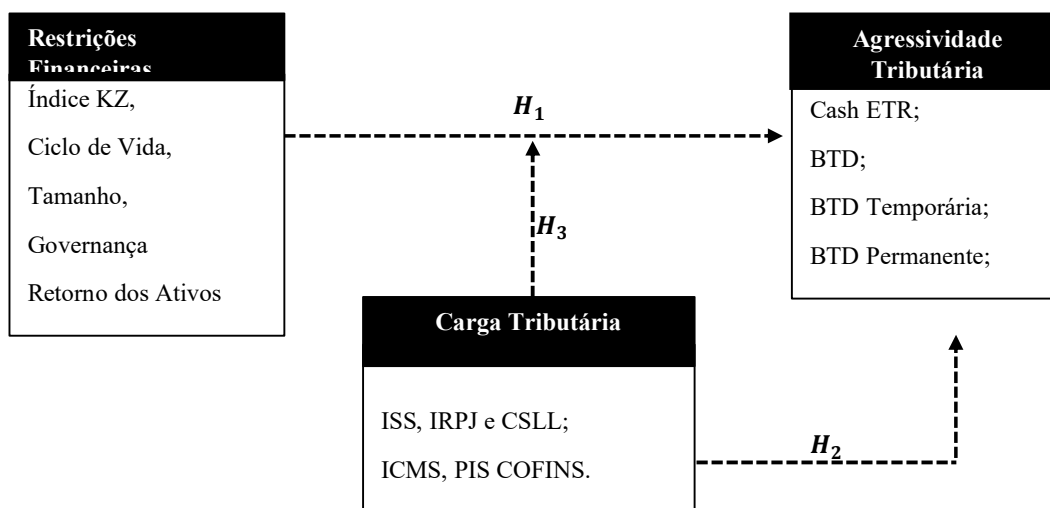 Restrições
Financeiras
Índice KZ,
Ciclo de Vida,
Tamanho,
Governança
Retorno dos Ativos
H₁
H₃
Agressividade
Tributária
Cash ETR;
BTD;
BTD Temporária;
BTD Permanente;
Carga Tributária
ISS, IRPJ e CSLL;
ICMS, PIS COFINS.
H₂